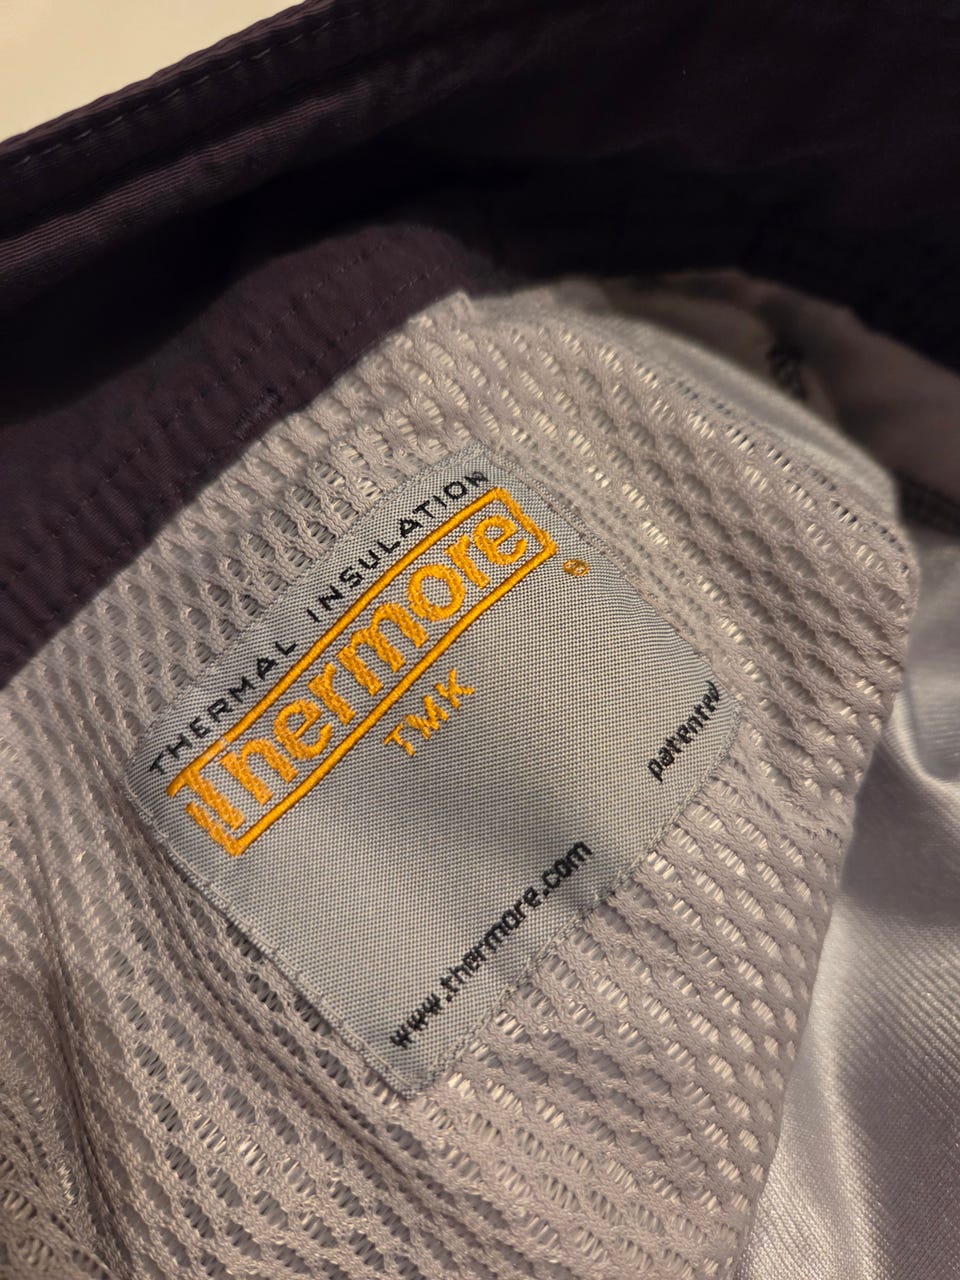 THERMAL INSULATION
Thermore®
TMK
patented
www.thermore.com